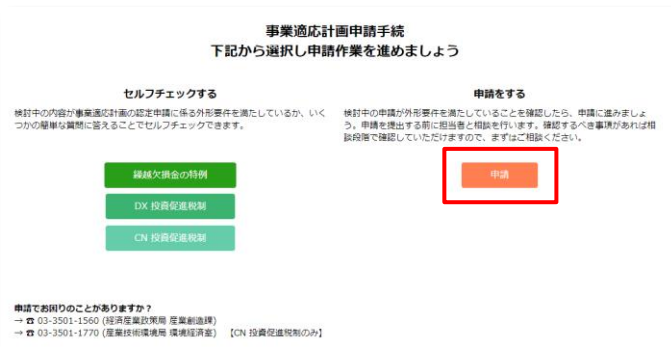 事業適応計画申請手続
下記から選択し申請作業を進めましょう
セルフチェックする
検討中の内容が事業適応計画の認定申請に係る外形要件を満たしているか、いく
つかの簡単な質問に答えることでセルフチェックできます。
繰越欠損金の特例
DX 投資促進税制
CN 投資促進税制
申請をする
検討中の申請が外形要件を満たしていることを確認したら、申請に進みましょ
う。申請を提出する前に担当者と相談を行います。確認するべき事項があれば相
談段階で確認していただけますので、まずはご相談ください。
申請
申請でお困りのことがありますか？
→ ☎ 03-3501-1560 (経済産業政策局 産業創造課)
→ ☎ 03-3501-1770 (産業技術環境局 環境経済室) 【CN 投資促進税制のみ】